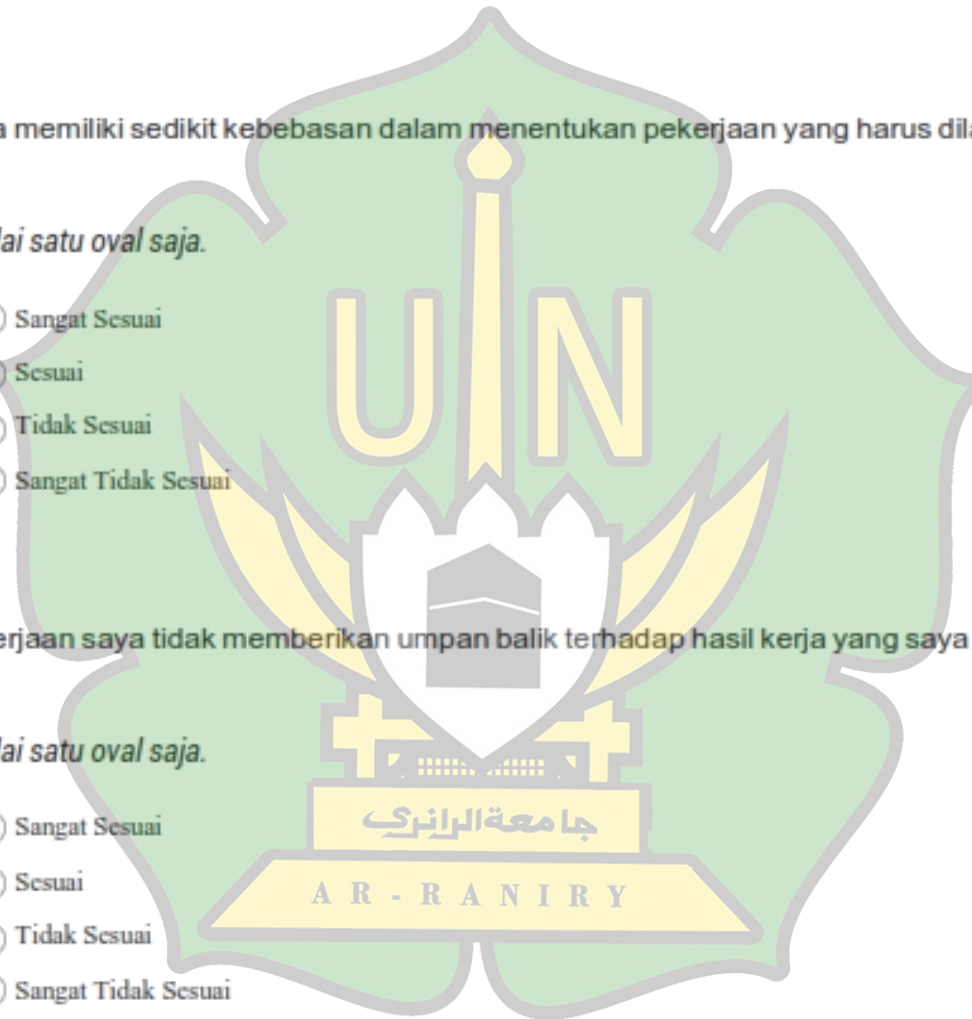 a memiliki sedikit kebebasan dalam menentukan pekerjaan yang harus dila
lai satu oval saja.
Sangat Sesuai
Sesuai
Tidak Sesuai
Sangat Tidak Sesuai
UIN
erjaan saya tidak memberikan umpan balik terhadap hasil kerja yang saya
lai satu oval saja.
Sangat Sesuai
جامعةالرانري
Sesuai
AR-RANIRY
Tidak Sesuai
Sangat Tidak Sesuai